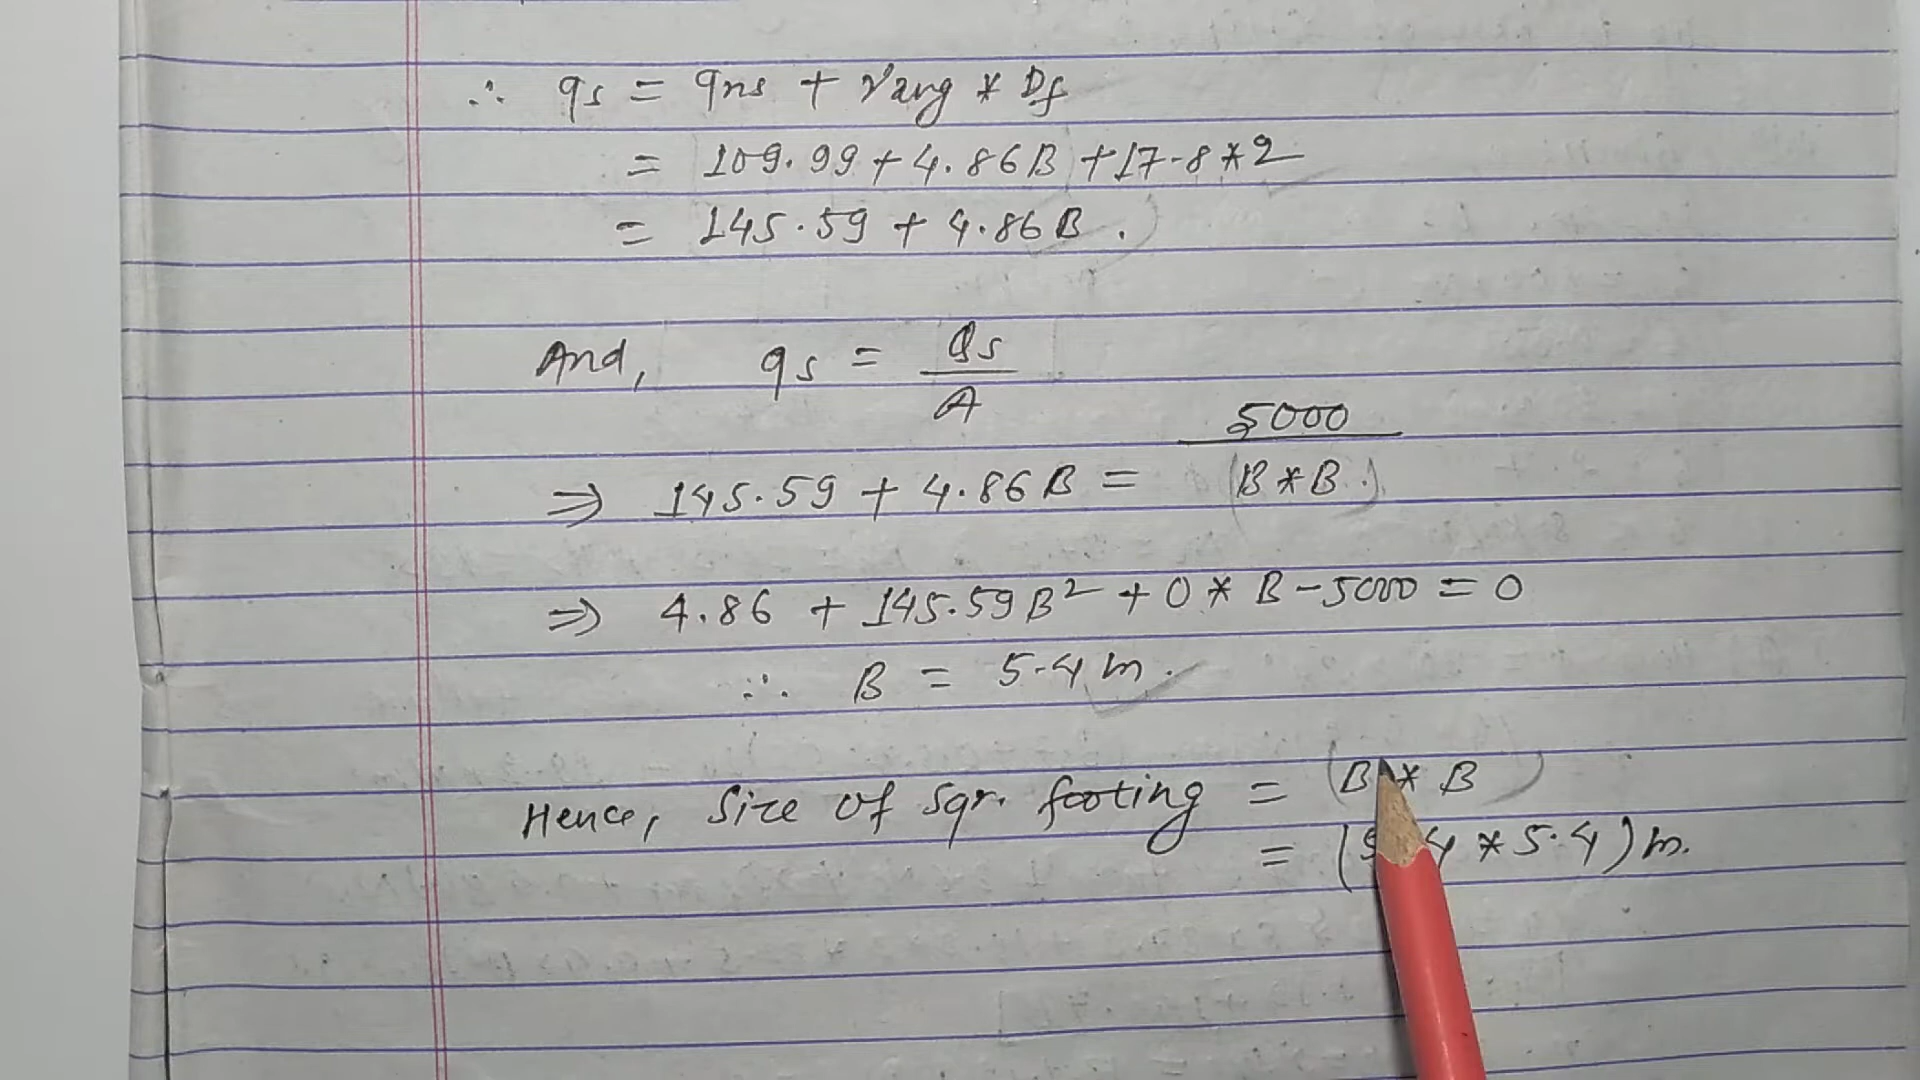 ∴ qs = qns + γavg * Df
= 109.99 + 4.86B + 17.8 * 2
= 145.59 + 4.86B.
And, qs = Qs / A
⇒ 145.59 + 4.86B = 5000 / (B * B.)
⇒ 4.86 + 145.59B² + 0 * B - 5000 = 0
∴ B = 5.4 m.
Hence, Size of Sqr. footing = (B * B)
= (5.4 * 5.4) m.